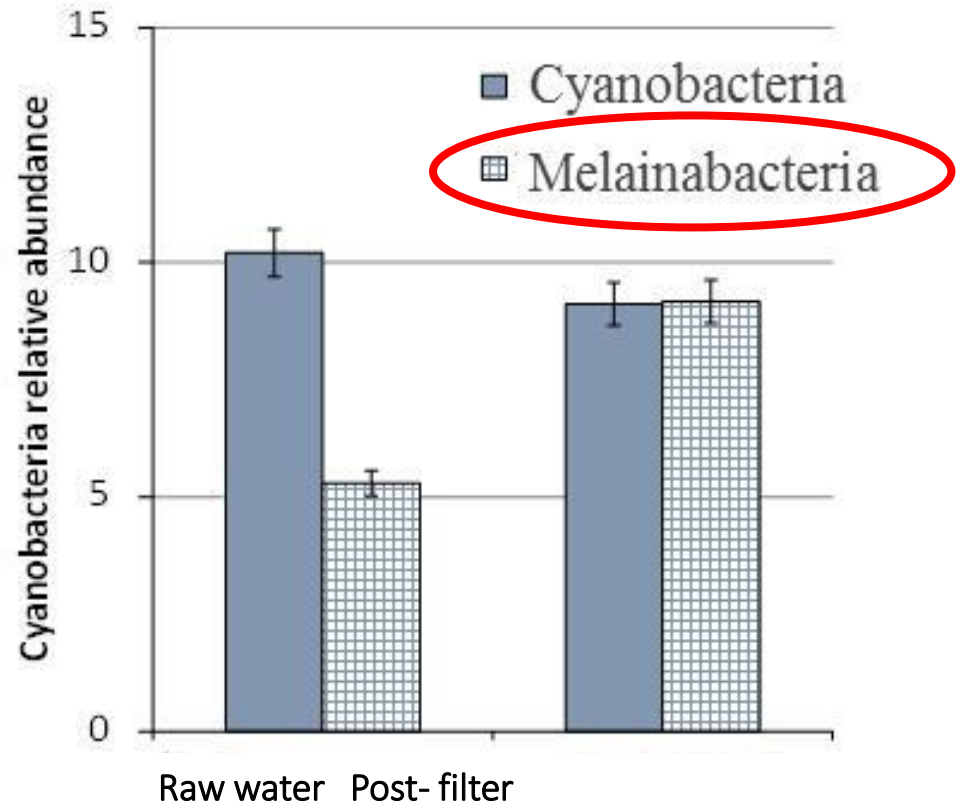 15
Cyanobacteria
Melainabacteria
Cyanobacteria relative abundance
10
5
0
Raw water Post- filter